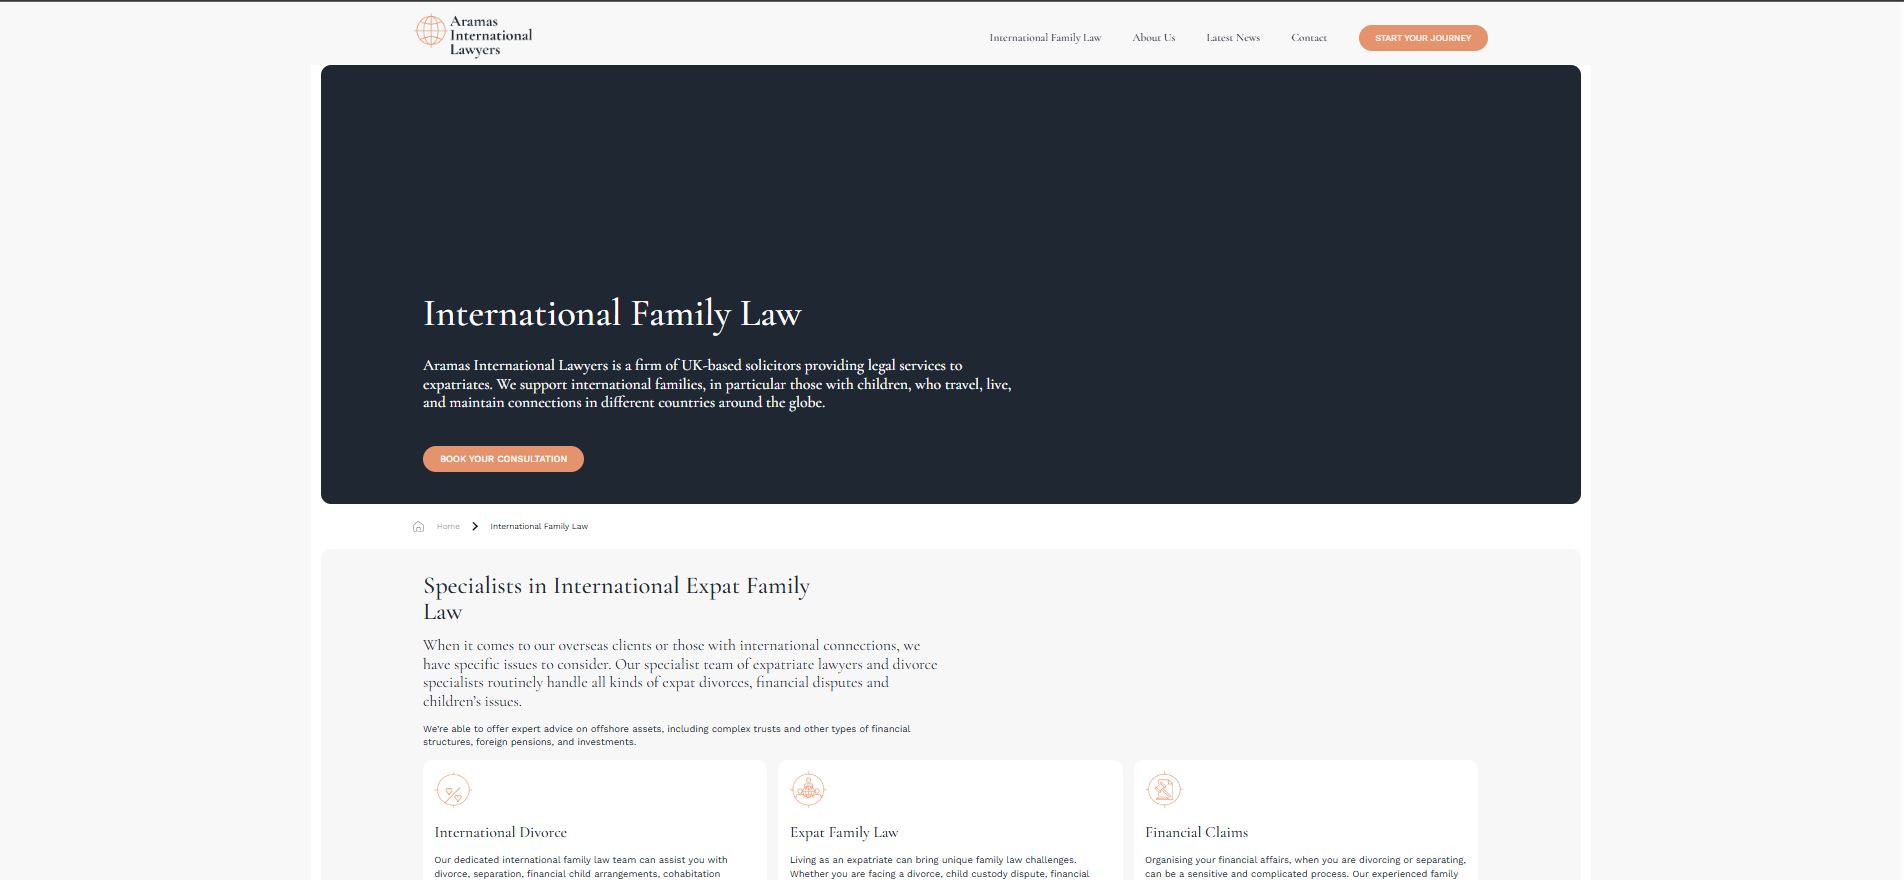 Aramas
International
Lawyers
International Family Law
About Us
Latest News
Contact
START YOUR JOURNEY
International Family Law
Aramas International Lawyers is a firm of UK-based solicitors providing legal services to
expatriates. We support international families, in particular those with children, who travel, live,
and maintain connections in different countries around the globe.
BOOK YOUR CONSULTATION
Home
International Family Law
Specialists in International Expat Family
Law
When it comes to our overseas clients or those with international connections, we
have specific issues to consider. Our specialist team of expatriate lawyers and divorce
specialists routinely handle all kinds of expat divorces, financial disputes and
children's issues.
We're able to offer expert advice on offshore assets, including complex trusts and other types of financial
structures, foreign pensions, and investments.
International Divorce
Our dedicated international family law team can assist you with
divorce, separation, financial child arrangements, cohabitation
Expat Family Law
Living as an expatriate can bring unique family law challenges.
Whether you are facing a divorce, child custody dispute, financial
Financial Claims
Organising your financial affairs, when you are divorcing or separating,
can be a sensitive and complicated process. Our experienced family